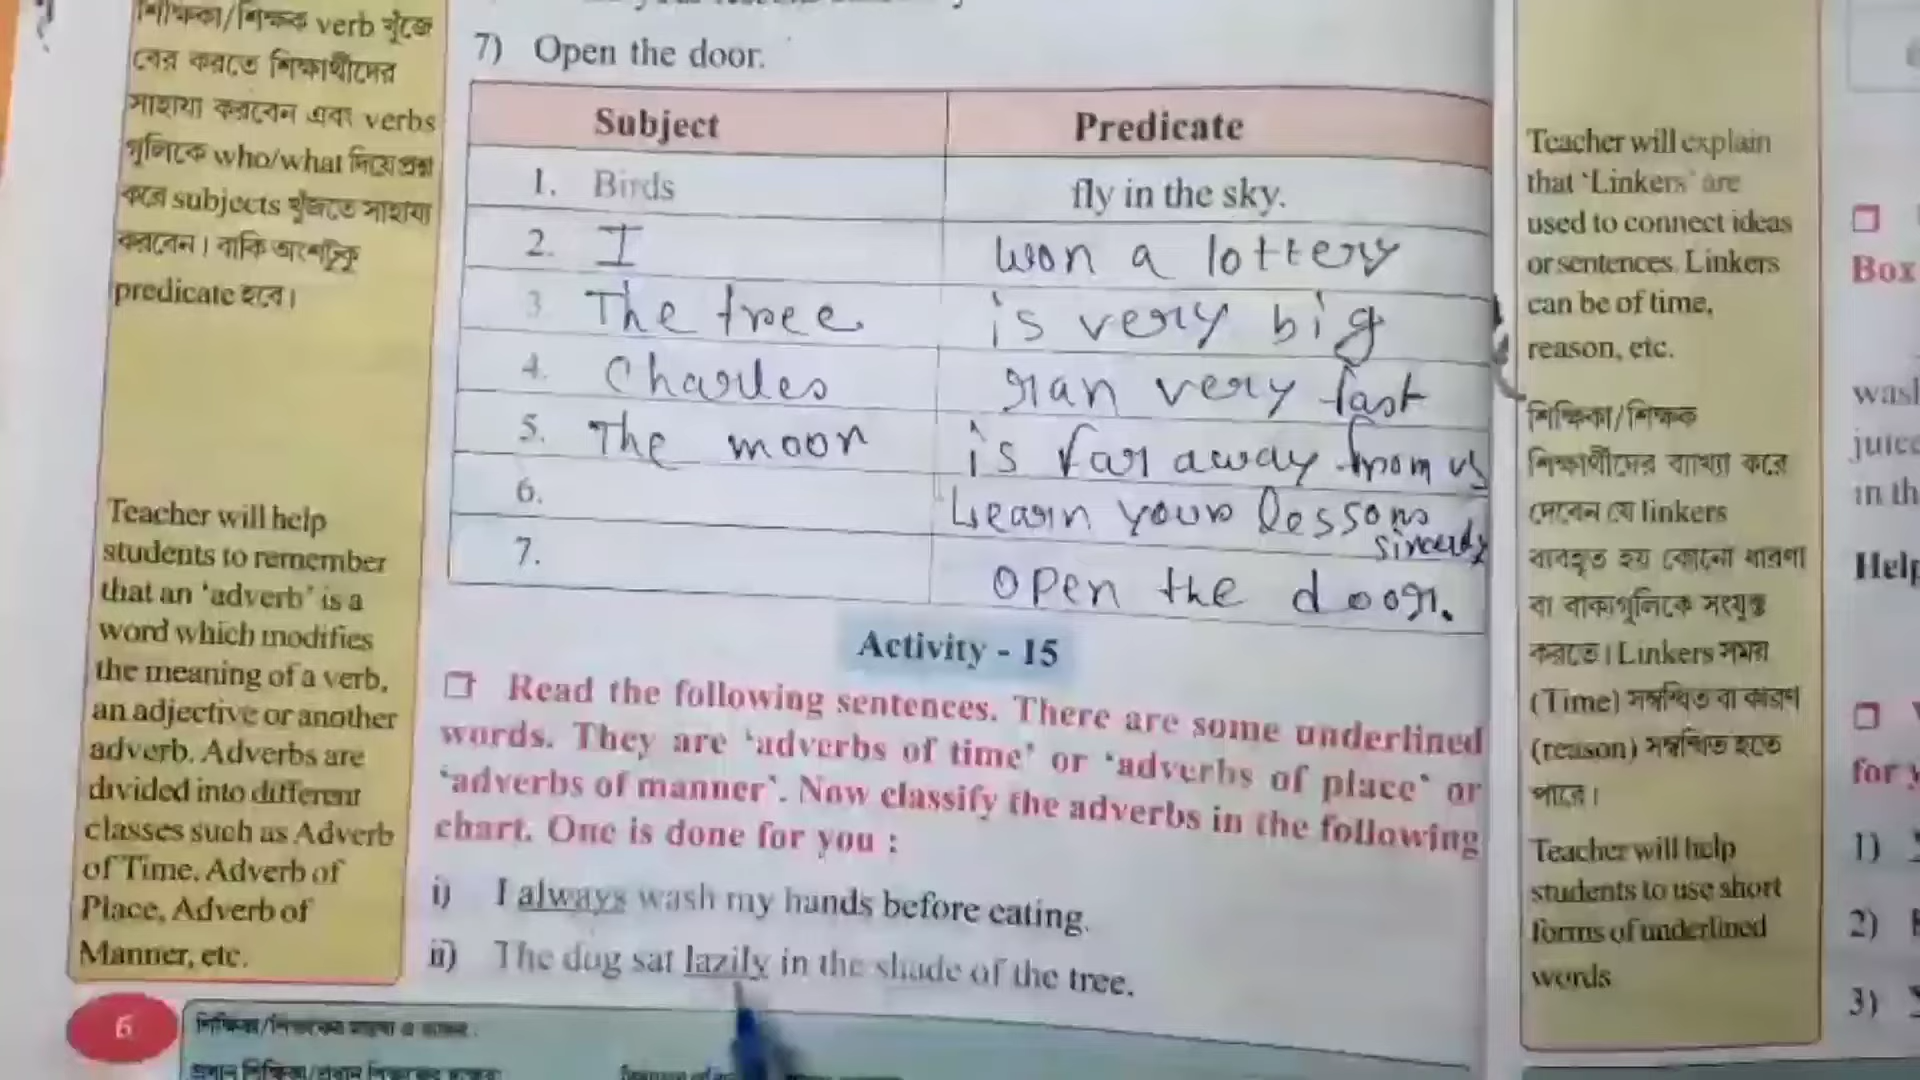 শিক্ষিকা/শিক্ষক verb খুঁজে
বের করতে শিক্ষার্থীদের
সাহায্য করবেন এবং verbs
গুলিকে who/what দিয়ে প্রশ্ন
করে subjects খুঁজতে সাহায্য
করবেন। বাকি অংশটুকু
predicate হবে।
Teacher will help
students to remember
that an 'adverb' is a
word which modifies
the meaning of a verb,
an adjective or another
adverb. Adverbs are
divided into different
classes such as Adverb
of Time, Adverb of
Place, Adverb of
Manner, etc.
6
7) Open the door.
Subject Predicate
1. Birds fly in the sky.
2. I won a lottery
3. The tree is very big
4. Charles ran very fast
5. The moon is far away from us
6. Learn your lessons
sincerely
7. Open the door.
Activity - 15
Read the following sentences. There are some underlined
words. They are 'adverbs of time' or 'adverbs of place' or
'adverbs of manner'. Now classify the adverbs in the following
chart. One is done for you :
i) I always wash my hands before eating.
ii) The dog sat lazily in the shade of the tree.
Teacher will explain
that 'Linkers' are
used to connect ideas
or sentences. Linkers
can be of time,
reason, etc.
শিক্ষিকা/শিক্ষক
শিক্ষার্থীদের ব্যাখ্যা করে
দেবেন যে linkers
ব্যবহৃত হয় কোনো ধারণা
বা বাক্যগুলিকে সংযুক্ত
করতে। Linkers সময়
(Time) সম্বন্ধিত বা কারণ
(reason) সম্বন্ধিত হতে
পারে।
Teacher will help
students to use short
forms of underlined
words
Box
in th
Help
for y
1)
2)
3)